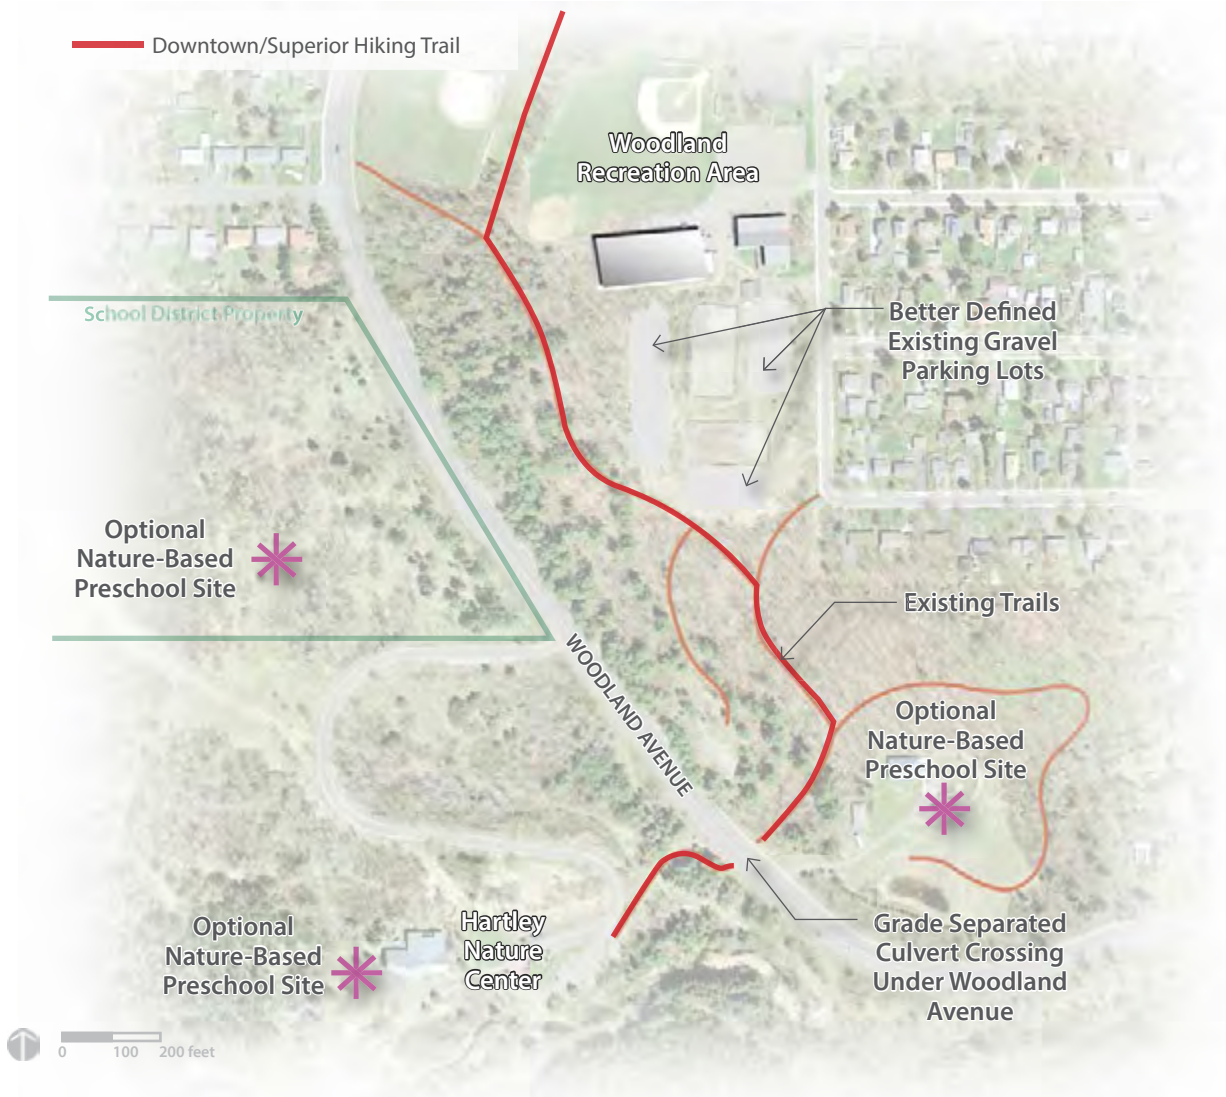 Downtown/Superior Hiking Trail
Woodland
Recreation Area
School District Property
Better Defined
Existing Gravel
Parking Lots
Optional
Nature-Based
Preschool Site
Existing Trails
WOODLAND AVENUE
Optional
Nature-Based
Preschool Site
Optional
Nature-Based
Preschool Site
Hartley
Nature
Center
Grade Separated
Culvert Crossing
Under Woodland
Avenue
0 100 200 feet